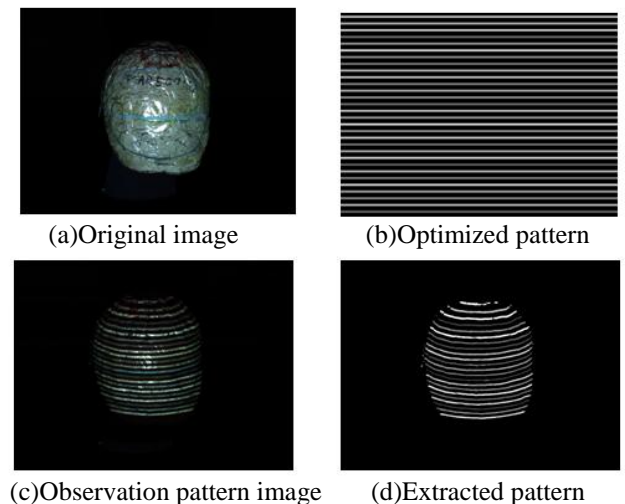 (a)Original image
(b)Optimized pattern
(c)Observation pattern image
(d)Extracted pattern